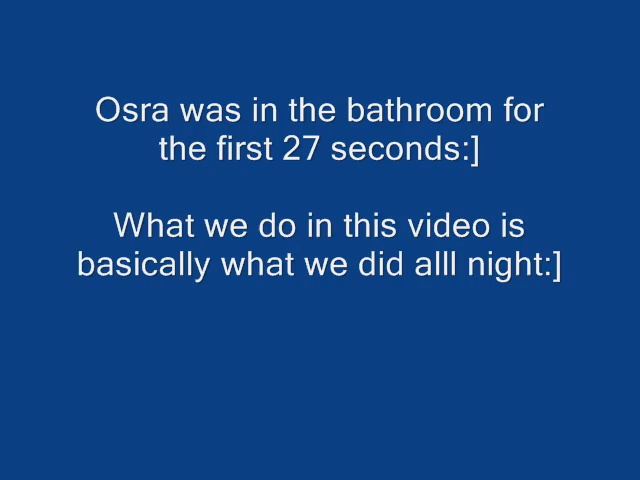 Osra was in the bathroom for
the first 27 seconds:]
What we do in this video is
basically what we did alll night:]